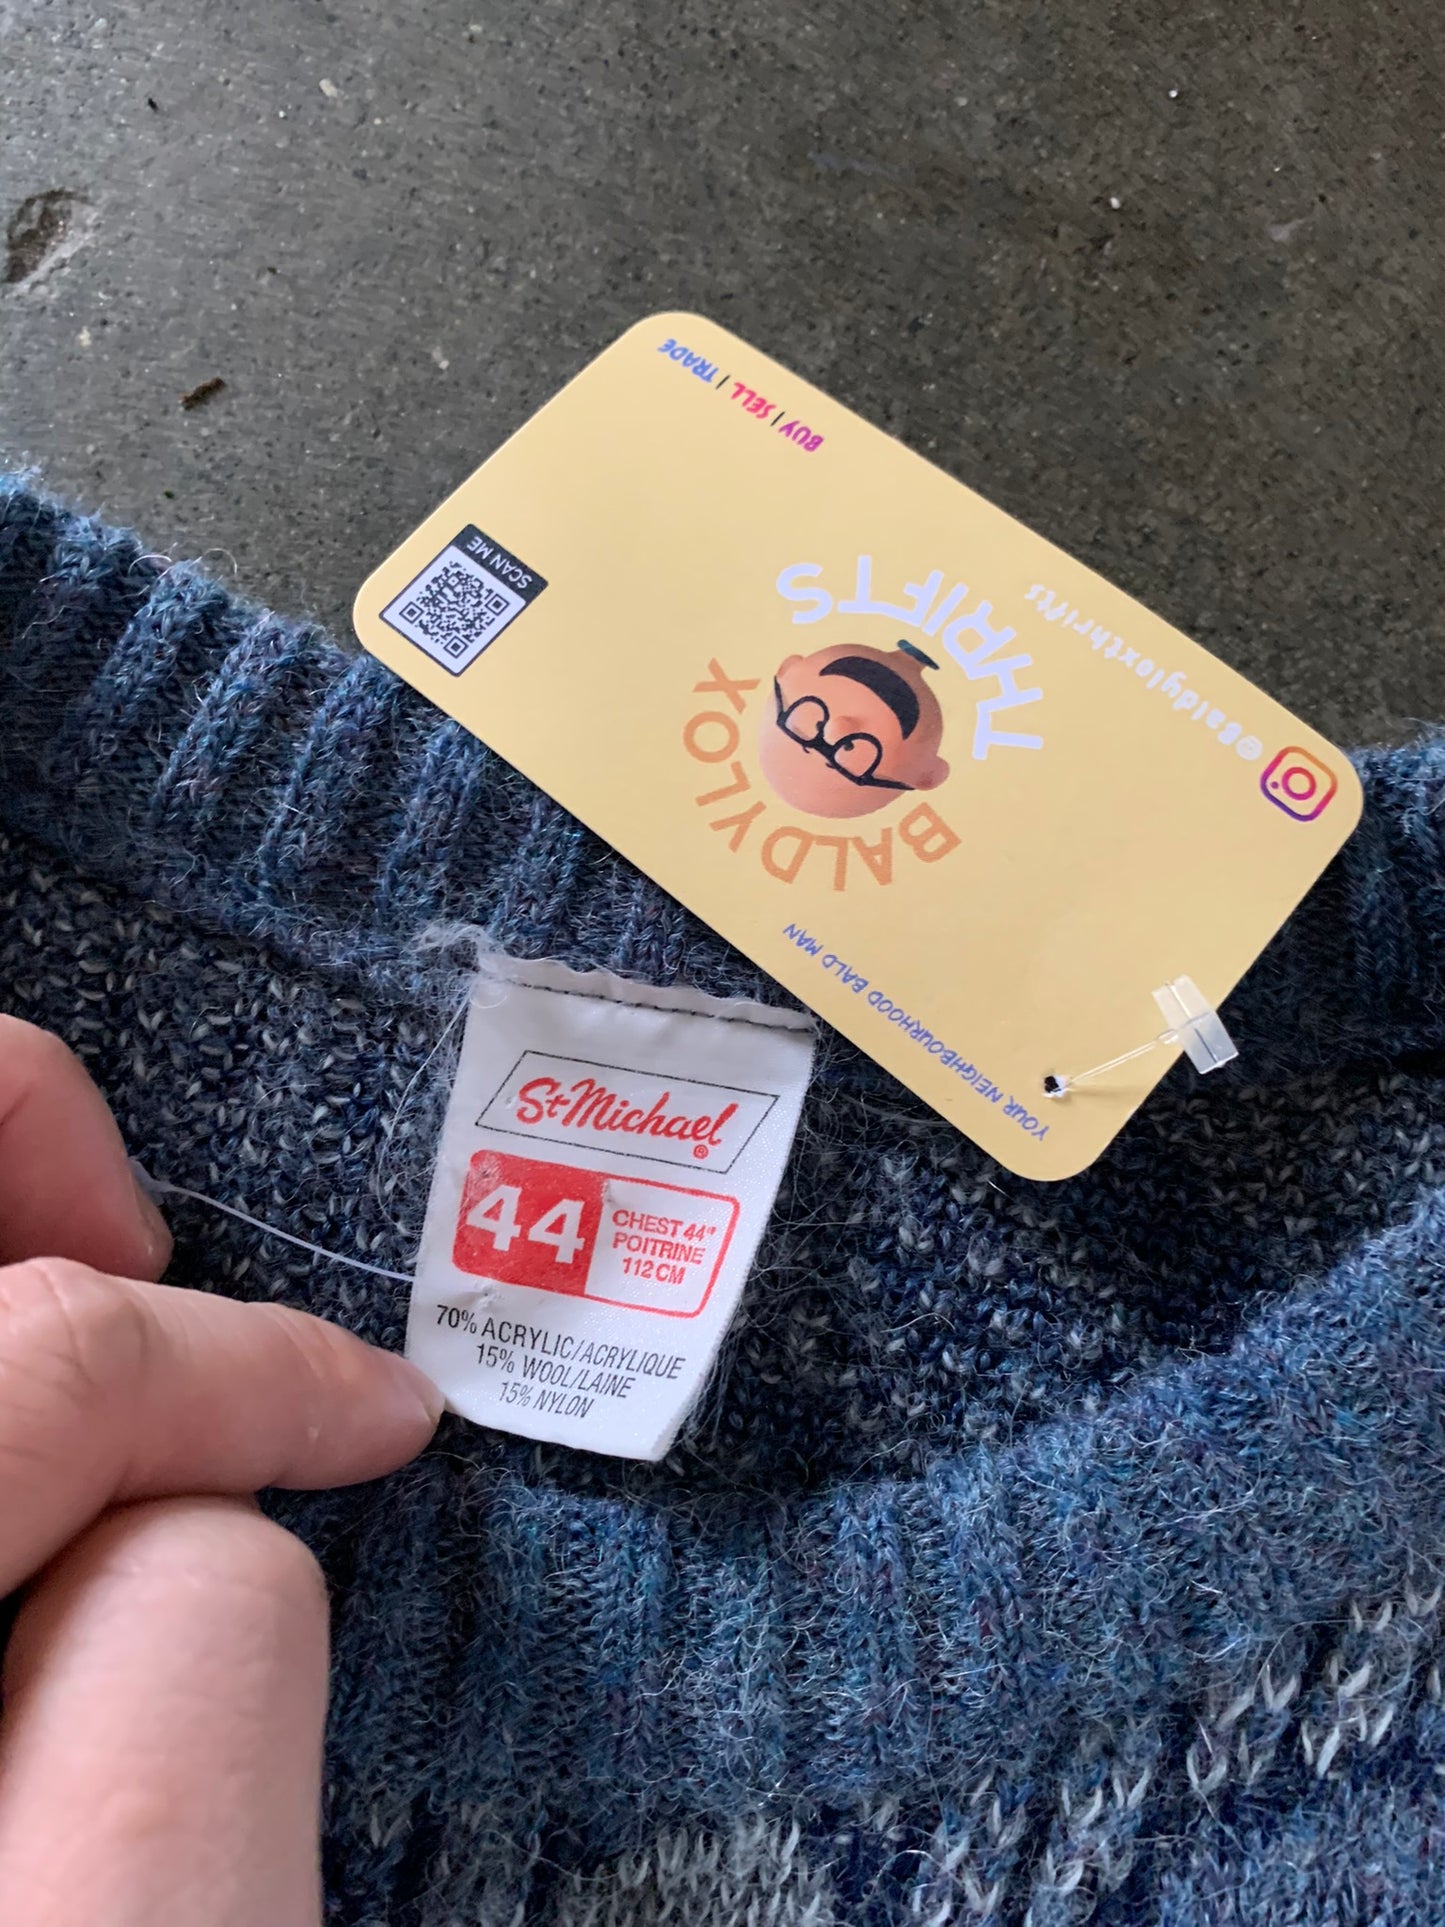 BUY | SELL | TRADE
SCAN ME
BALDYLOX
THRIFTS
@Baldyloxthrifts
YOUR NEIGHBOURHOOD BALD MAN
St Michael®
44
CHEST 44"
POITRINE
112 CM
70% ACRYLIC/ACRYLIQUE
15% WOOL/LAINE
15% NYLON